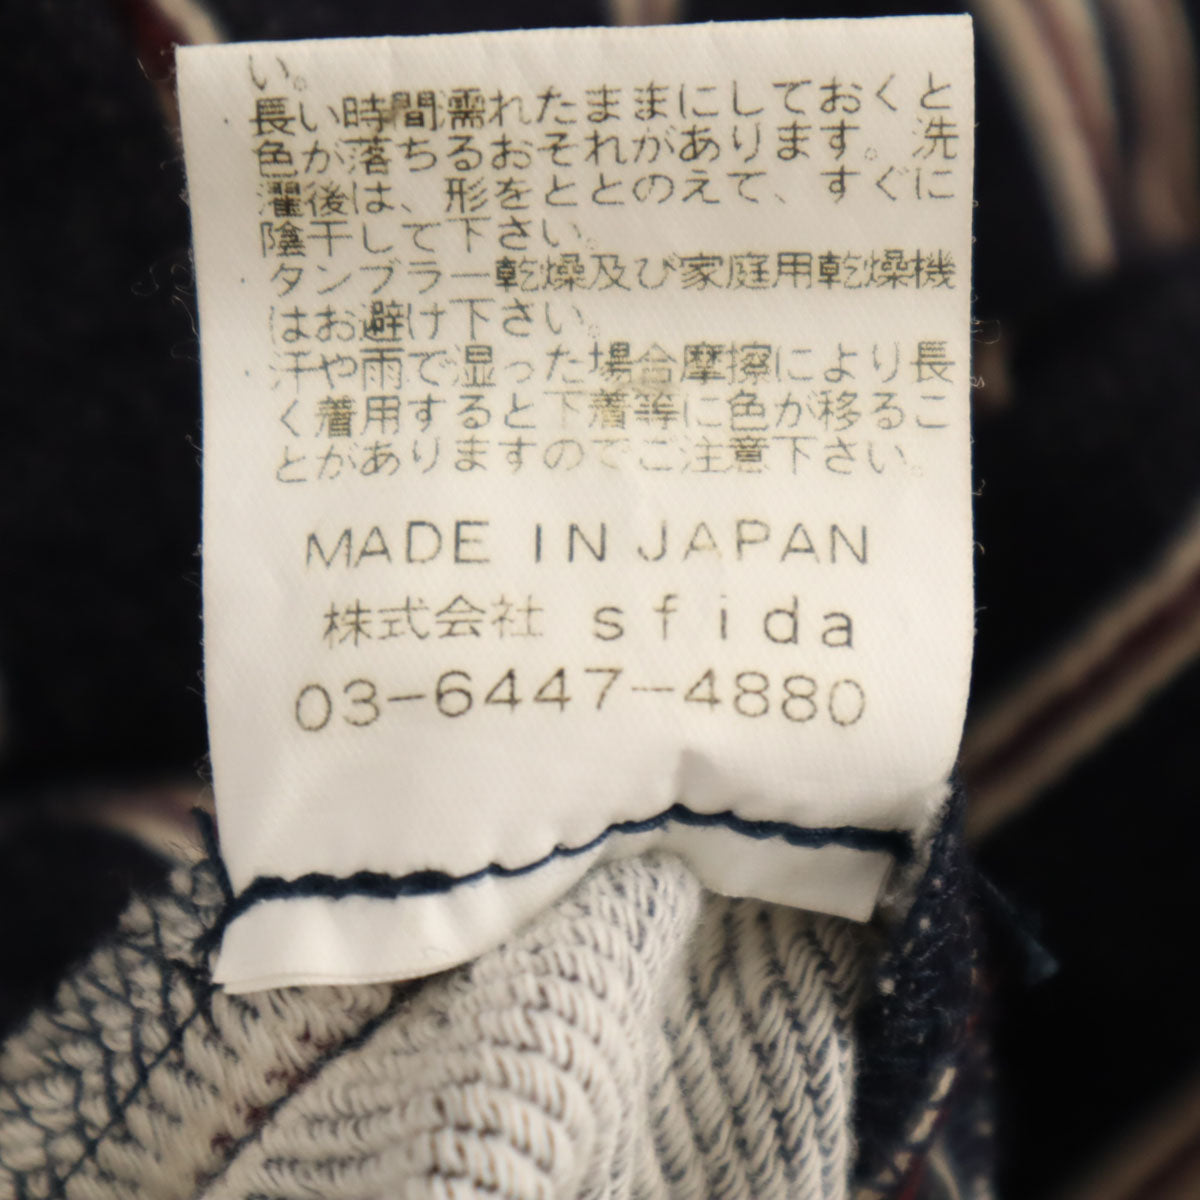 い。
・長い時間濡れたままにしておくと
色が落ちるおそれがあります。洗
濯後は、形をととのえて、すぐに
陰干して下さい。
・タンブラー乾燥及び家庭用乾燥機
はお避け下さい。
・汗や雨で湿った場合摩擦により長
く着用すると下着等に色が移るこ
とがありますのでご注意下さい。
MADE IN JAPAN
株式会社 sfida
03-6447-4880